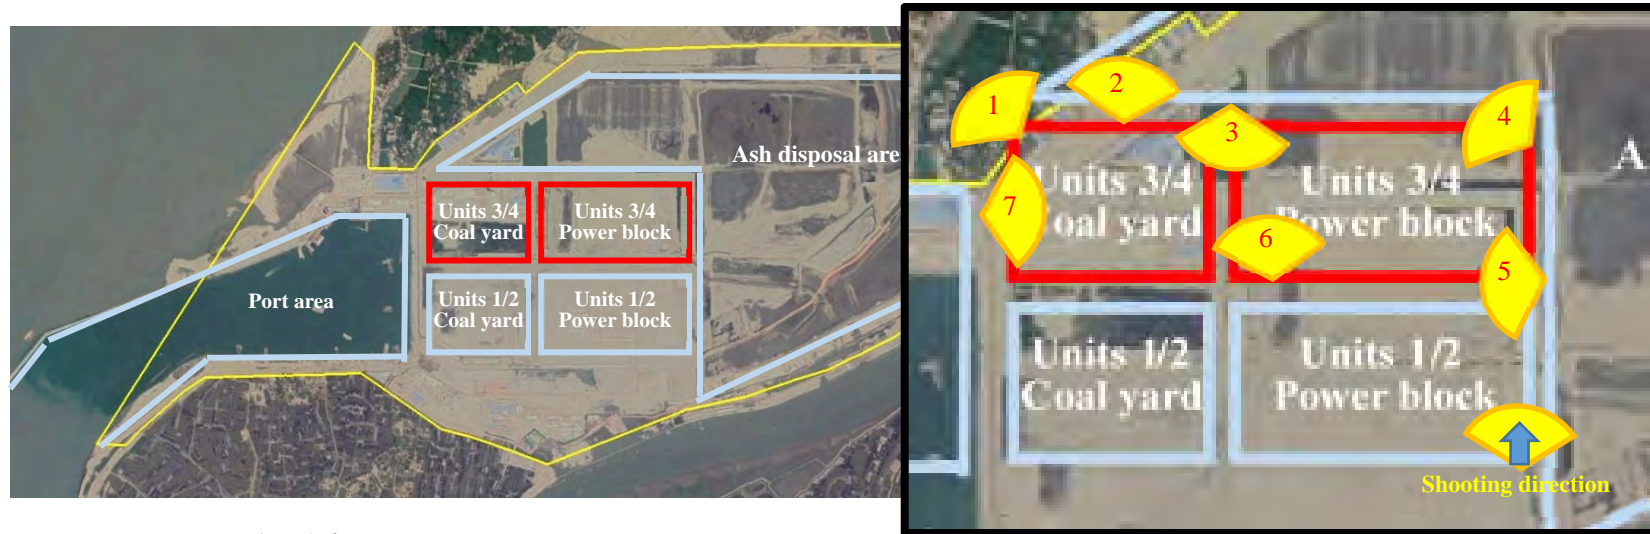 Ash disposal are
Units 3/4
Coal yard
Units 3/4
Power block
Port area
Units 1/2
Coal yard
Units 1/2
Power block
1
2
3
4
A
Units 3/4
Coal yard
Units 3/4
Power block
7
6
5
Units 1/2
Coal yard
Units 1/2
Power block
Shooting direction